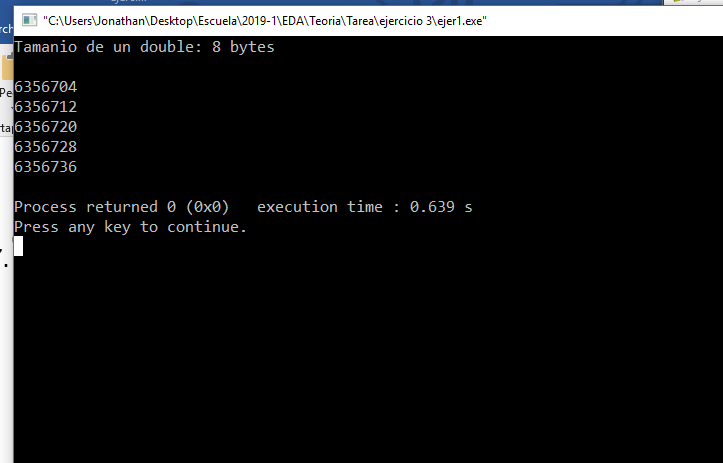 "C:\Users\Jonathan\Desktop\Escuela\2019-1\EDA\Teoria\Tarea\ejercicio 3\ejer1.exe"
Tamanio de un double: 8 bytes
6356704
6356712
6356720
6356728
6356736
Process returned 0 (0x0)   execution time : 0.639 s
Press any key to continue.